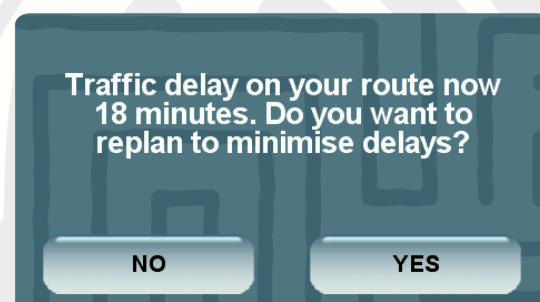 Traffic delay on your route now
18 minutes. Do you want to
replan to minimise delays?
NO YES